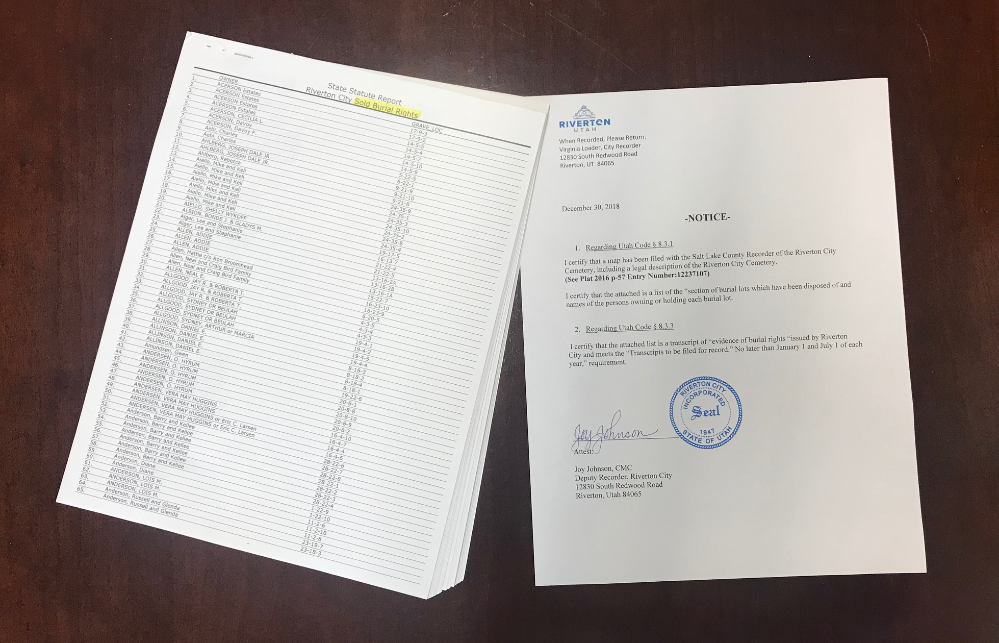 State Statute Report
Riverton City Sold Burial Rights
OWNER GRAVE_LOC
1. ACERSON Estates 17-9-3
2. ACERSON Estates 17-9-2
3. ACERSON Estates 14-5-5
4. ACERSON Estates 14-5-4
5. ACERSON, CECILIA L. 14-5-7
6. ACERSON, DaVoy 14-5-10
7. ACERSON, DaVoy F. 14-5-9
8. Aebi, Charles 5-22-5
9. Aebi, Charles 6-22-1
10. AHLBERG, JOSEPH DALE JR. 9-21-9
11. AHLBERG, JOSEPH DALE JR. 9-21-10
12. Ahlberg, Rebecca 9-21-8
13. Aiello, Mike and Keli 24-35-9
14. Aiello, Mike and Keli 24-35-1
15. Aiello, Mike and Keli 24-35-3
16. Aiello, Mike and Keli 24-35-10
17. Aiello, Mike and Keli 24-35-2
18. Aiello, Mike and Keli 24-35-8
19. Aiello, Mike and Keli 24-35-4
20. AIELLO, SHELLY WYKOFF 19-17-5
21. ALBION, BONDE J. & GLADYS M. 16-13-7
22. Alger, Lee and Stephanie 21-22-4
23. Alger, Lee and Stephanie 21-22-5
24. ALLEN, ADDIE 13-16-2A
25. ALLEN, ADDIE 13-16-2B
26. ALLEN, ADDIE 13-16-1A
27. Allen, Hattie c/o Ron Broomhead 15-22-7
28. Allen, Neal and Craig Bird Family 16-23-10
29. Allen, Neal and Craig Bird Family 16-23-9
30. ALLEN, NEAL E. 6-20-5
31. ALLGOOD, JAY R. & ROBERTA T. 4-3-5
32. ALLGOOD, JAY R. & ROBERTA T. 4-3-4
33. ALLGOOD, JAY R. & ROBERTA T. 4-3-3
34. ALLGOOD, SYDNEY OR BEULAH 19-4-1
35. ALLGOOD, SYDNEY OR BEULAH 19-4-2
36. ALLGOOD, SYDNEY OR BEULAH 19-4-5
37. ALLGOOD, SYDNEY, ARTHUR or MARCIA 19-4-4
38. ALLINSON, DANIEL E. 8-18-3
39. ALLINSON, DANIEL E. 8-18-2
40. ALLINSON, DANIEL E. 8-18-4
41. ALLINSON, DANIEL E. 8-18-1
42. Amundsen, Gwen 19-22-6
43. ANDERSEN, O. HYRUM 20-8-1
44. ANDERSEN, O. HYRUM 20-8-8
45. ANDERSEN, O. HYRUM 20-8-10
46. ANDERSEN, O. HYRUM 20-8-9
47. ANDERSEN, O. HYRUM 20-8-2
48. ANDERSEN, VERA MAY HUGGINS 16-4-10
49. ANDERSEN, VERA MAY HUGGINS 16-4-7
50. ANDERSEN, VERA MAY HUGGINS or Eric C. Larsen 16-4-4
51. ANDERSEN, VERA MAY HUGGINS or Eric C. Larsen 16-4-6
52. Anderson, Barry and Kellee 28-22-6
53. Anderson, Barry and Kellee 28-22-7
54. Anderson, Barry and Kellee 28-22-8
55. Anderson, Barry and Kellee 28-22-1
56. Anderson, Barry and Kellee 28-22-2
57. Anderson, Barry and Kellee 28-22-3
58. Anderson, Barry and Kellee 28-22-4
59. Anderson, Diane 1-22-9
60. Anderson, Diane 1-22-10
61. ANDERSON, LOIS M. 11-2-6
62. ANDERSON, LOIS M. 11-2-10
63. ANDERSON, LOIS M. 11-2-8
64. Anderson, Russell and Glenda 23-19-7
65. Anderson, Russell and Glenda 23-18-3
RIVERTON
UTAH
When Recorded, Please Return:
Virginia Loader, City Recorder
12830 South Redwood Road
Riverton, UT 84065
December 30, 2018
-NOTICE-
1. Regarding Utah Code § 8.3.1
I certify that a map has been filed with the Salt Lake County Recorder of the Riverton City
Cemetery, including a legal description of the Riverton City Cemetery.
(See Plat 2016 p-57 Entry Number:12237107)
I certify that the attached is a list of the “section of burial lots which have been disposed of and
names of the persons owning or holding each burial lot.
2. Regarding Utah Code § 8.3.3
I certify that the attached list is a transcript of “evidence of burial rights “issued by Riverton
City and meets the “Transcripts to be filed for record.” No later than January 1 and July 1 of each
year,” requirement.
RIVERTON CITY
INCORPORATED
Seal
1947
STATE OF UTAH
Joy Johnson
Attest:
Joy Johnson, CMC
Deputy Recorder, Riverton City
12830 South Redwood Road
Riverton, Utah 84065